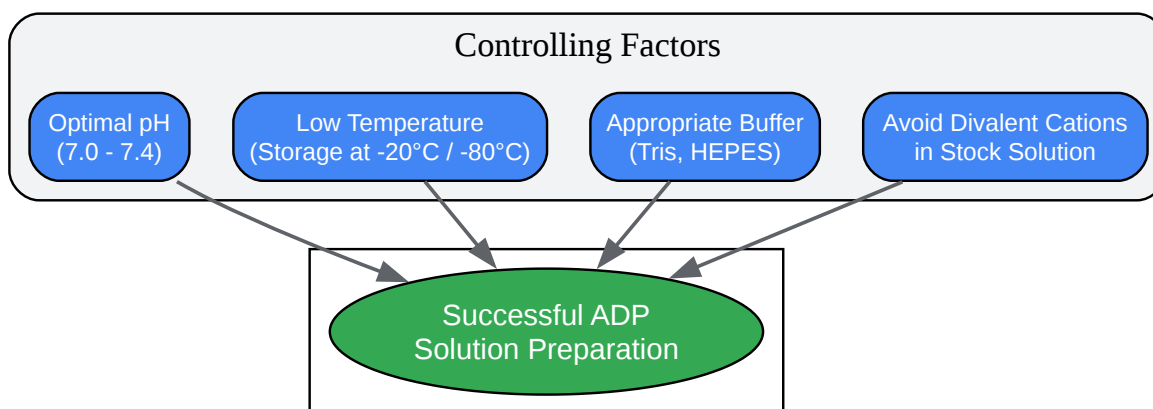 Controlling Factors
Optimal pH
(7.0 - 7.4)
Low Temperature
(Storage at -20°C / -80°C)
Appropriate Buffer
(Tris, HEPES)
Avoid Divalent Cations
in Stock Solution
Successful ADP
Solution Preparation